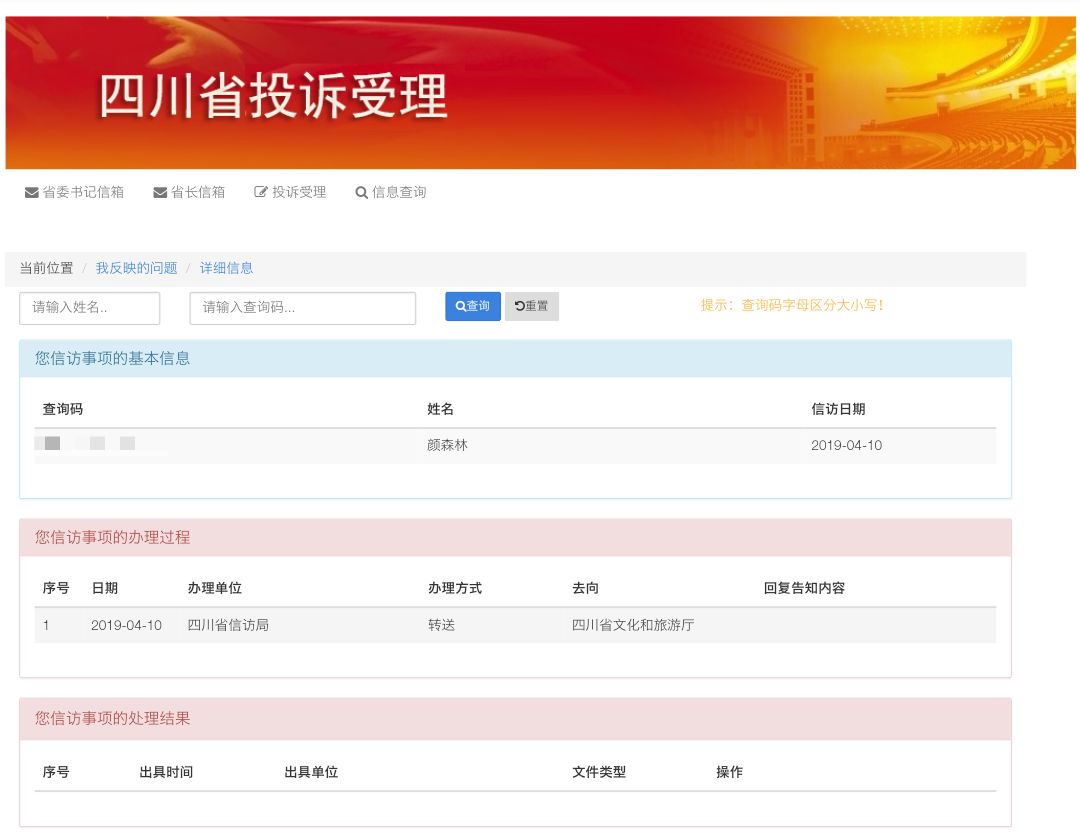 四川省投诉受理
省委书记信箱 省长信箱 投诉受理 信息查询
当前位置 / 我反映的问题 / 详细信息
请输入姓名.. 请输入查询码... 查询 重置 提示：查询码字母区分大小写！
您信访事项的基本信息
查询码 姓名 信访日期
颜森林 2019-04-10
您信访事项的办理过程
序号 日期 办理单位 办理方式 去向 回复告知内容
1 2019-04-10 四川省信访局 转送 四川省文化和旅游厅
您信访事项的处理结果
序号 出具时间 出具单位 文件类型 操作